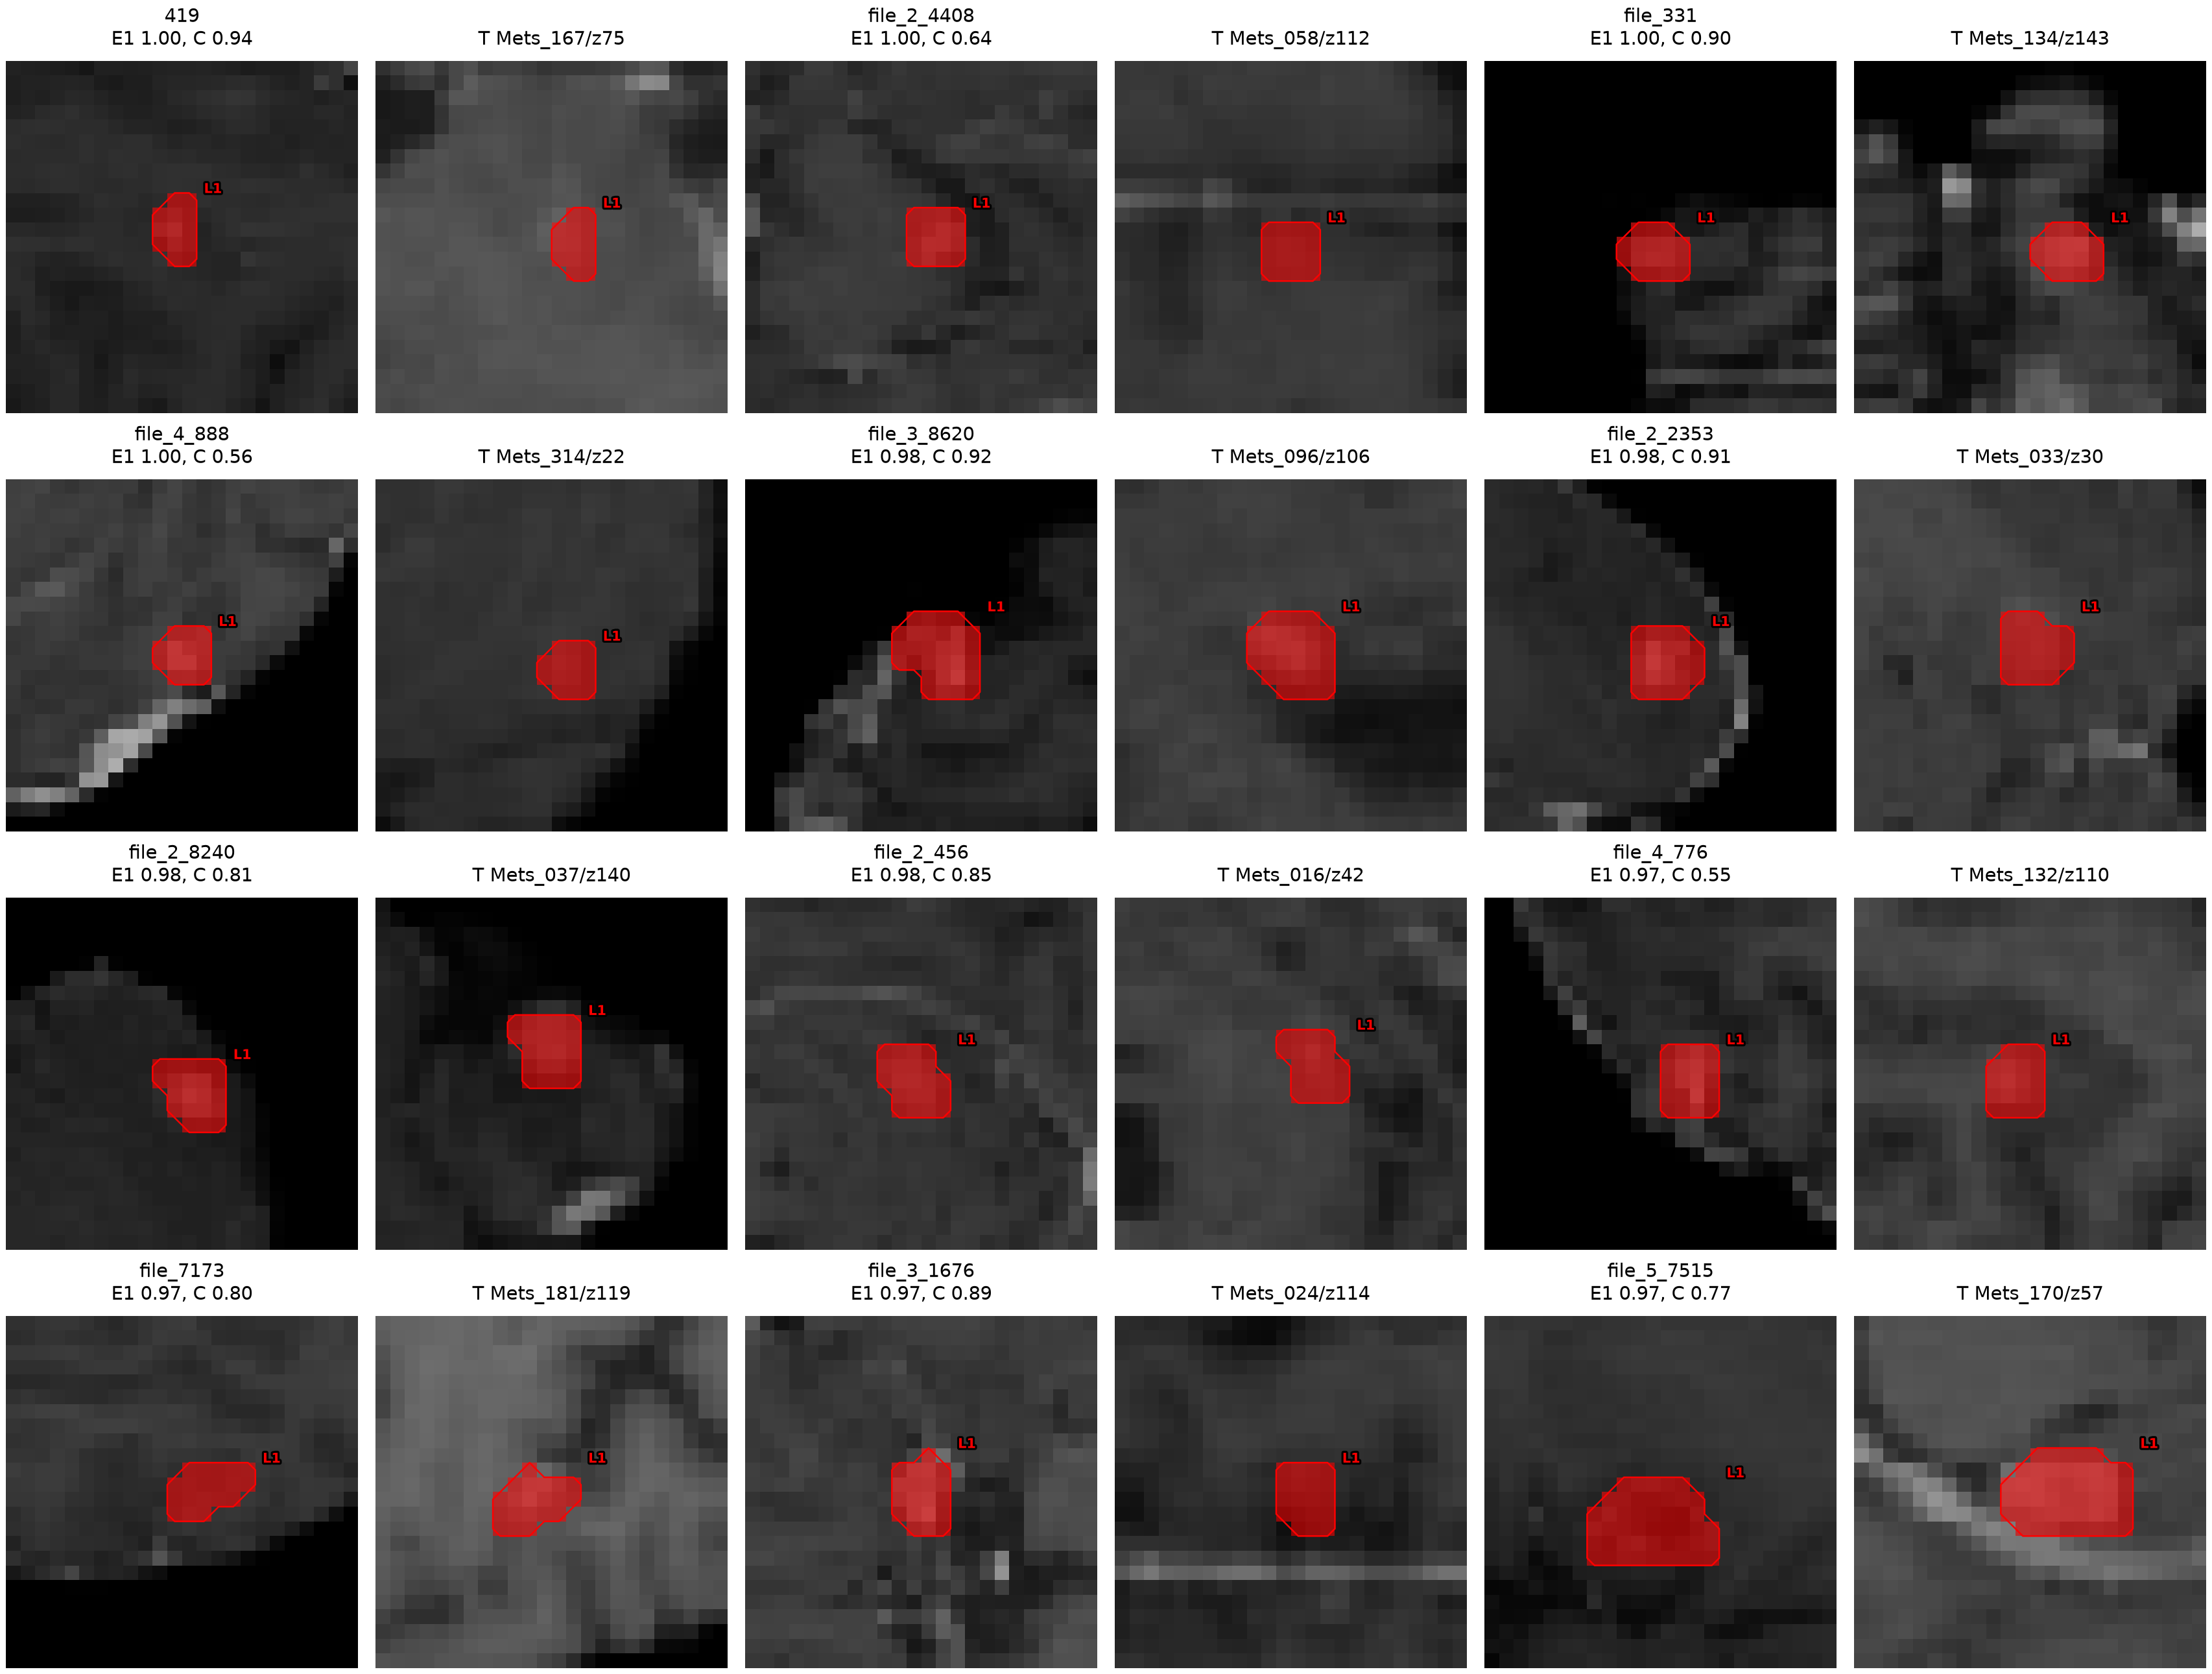 419
E1 1.00, C 0.94
T Mets_167/z75
file_2_4408
E1 1.00, C 0.64
T Mets_058/z112
file_331
E1 1.00, C 0.90
T Mets_134/z143
L1
L1
L1
L1
L1
L1
file_4_888
E1 1.00, C 0.56
T Mets_314/z22
file_3_8620
E1 0.98, C 0.92
T Mets_096/z106
file_2_2353
E1 0.98, C 0.91
T Mets_033/z30
L1
L1
L1
L1
L1
L1
file_2_8240
E1 0.98, C 0.81
T Mets_037/z140
file_2_456
E1 0.98, C 0.85
T Mets_016/z42
file_4_776
E1 0.97, C 0.55
T Mets_132/z110
L1
L1
L1
L1
L1
L1
file_7173
E1 0.97, C 0.80
T Mets_181/z119
file_3_1676
E1 0.97, C 0.89
T Mets_024/z114
file_5_7515
E1 0.97, C 0.77
T Mets_170/z57
L1
L1
L1
L1
L1
L1